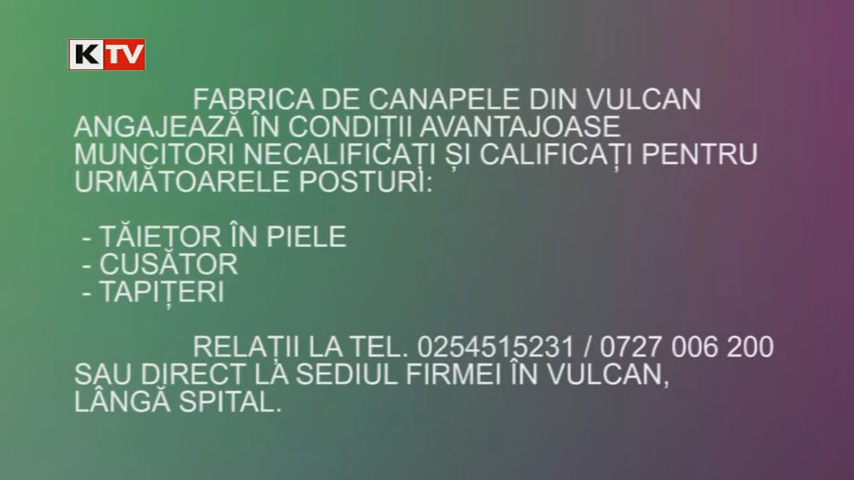 KTV
FABRICA DE CANAPELE DIN VULCAN
ANGAJEAZĂ ÎN CONDIȚII AVANTAJOASE
MUNCITORI NECALIFICAȚI ȘI CALIFICAȚI PENTRU
URMĂTOARELE POSTURI:
- TĂIETOR ÎN PIELE
- CUSĂTOR
- TAPIȚERI
RELAȚII LA TEL. 0254515231 / 0727 006 200
SAU DIRECT LA SEDIUL FIRMEI ÎN VULCAN,
LÂNGĂ SPITAL.